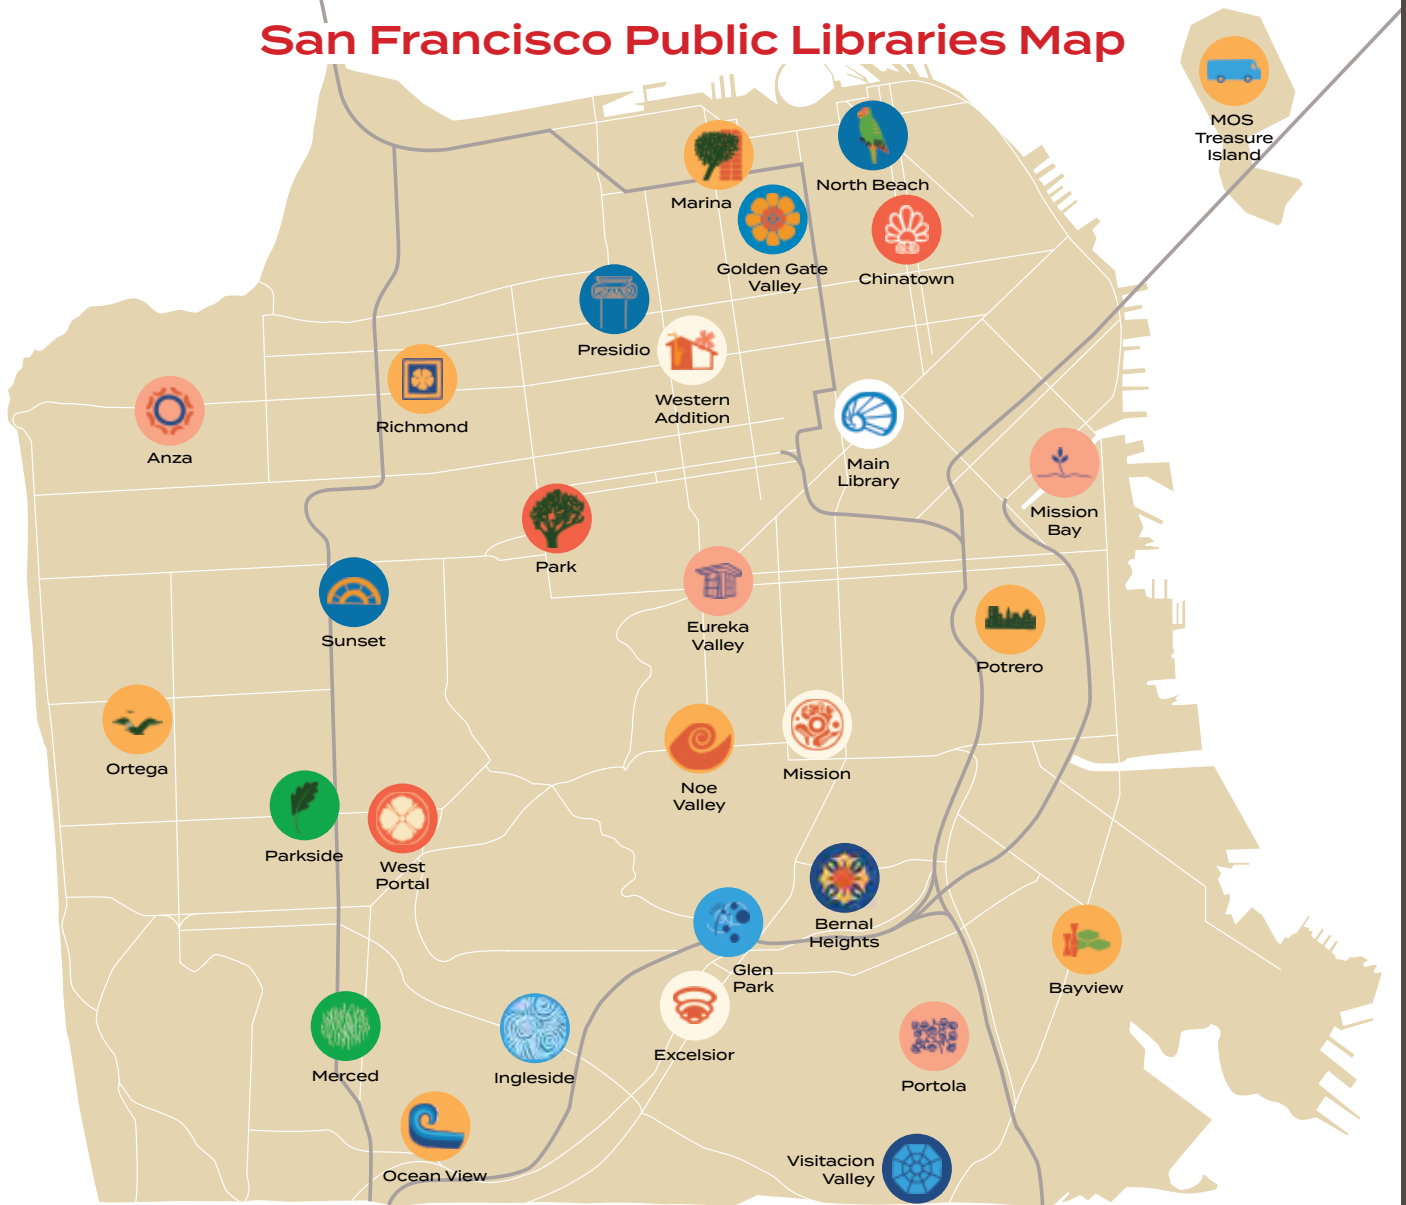 San Francisco Public Libraries Map
MOS
Treasure
Island
North Beach
Marina
Golden Gate
Valley
Chinatown
Presidio
Western
Addition
Richmond
Anza
Main
Library
Mission
Bay
Park
Sunset
Eureka
Valley
Potrero
Ortega
Noe
Valley
Mission
Parkside
West
Portal
Bernal
Heights
Glen
Park
Bayview
Excelsior
Merced
Ingleside
Portola
Ocean View
Visitacion
Valley